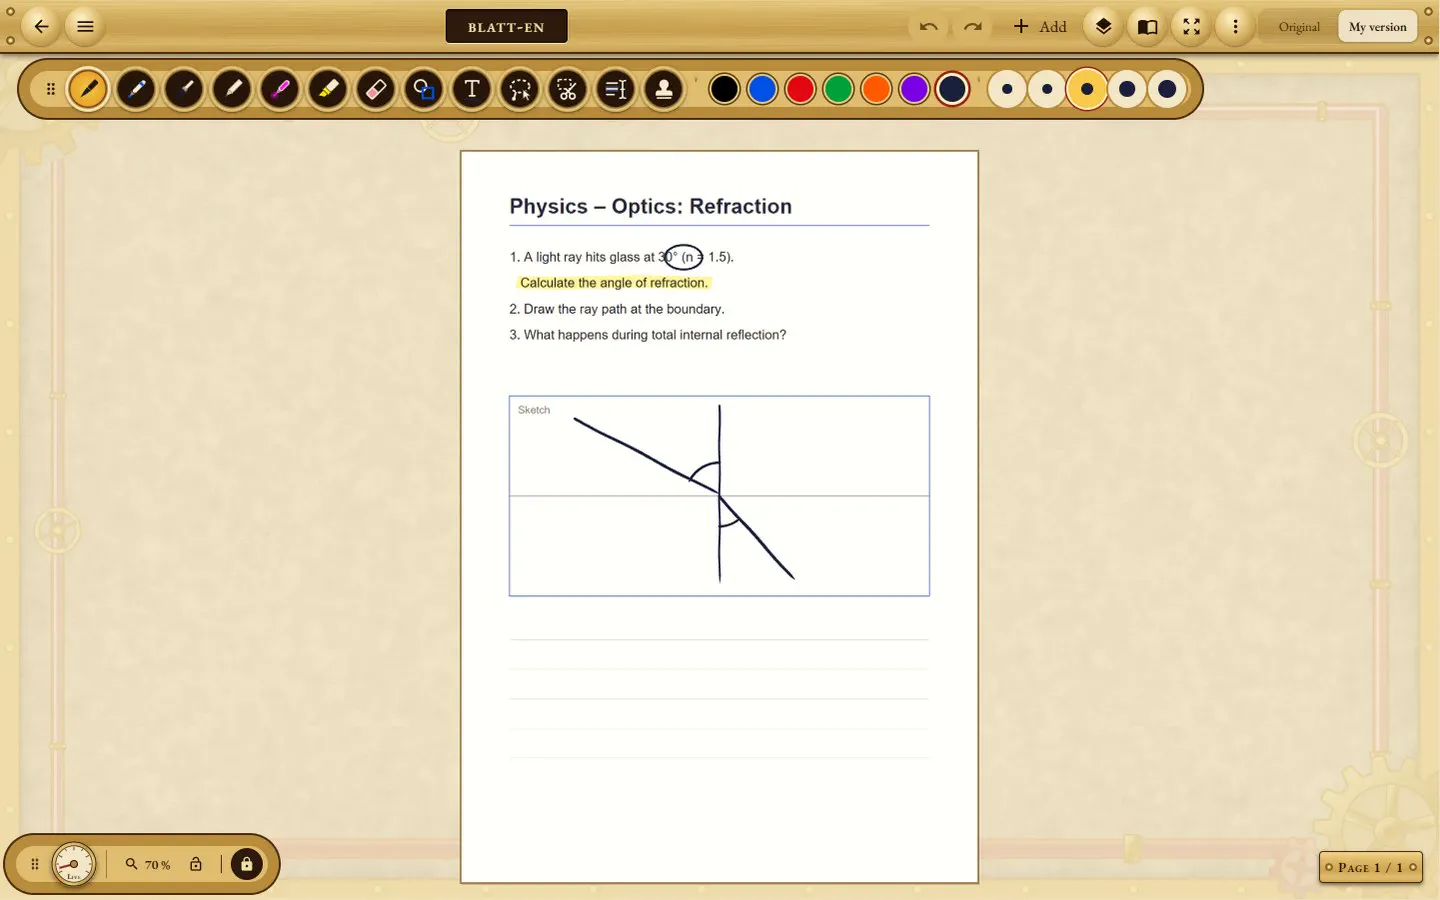 BLATT-EN
Add
Original
My version
T
Physics – Optics: Refraction
1. A light ray hits glass at 30° (n = 1.5).
Calculate the angle of refraction.
2. Draw the ray path at the boundary.
3. What happens during total internal reflection?
Sketch
Live
70 %
Page 1 / 1